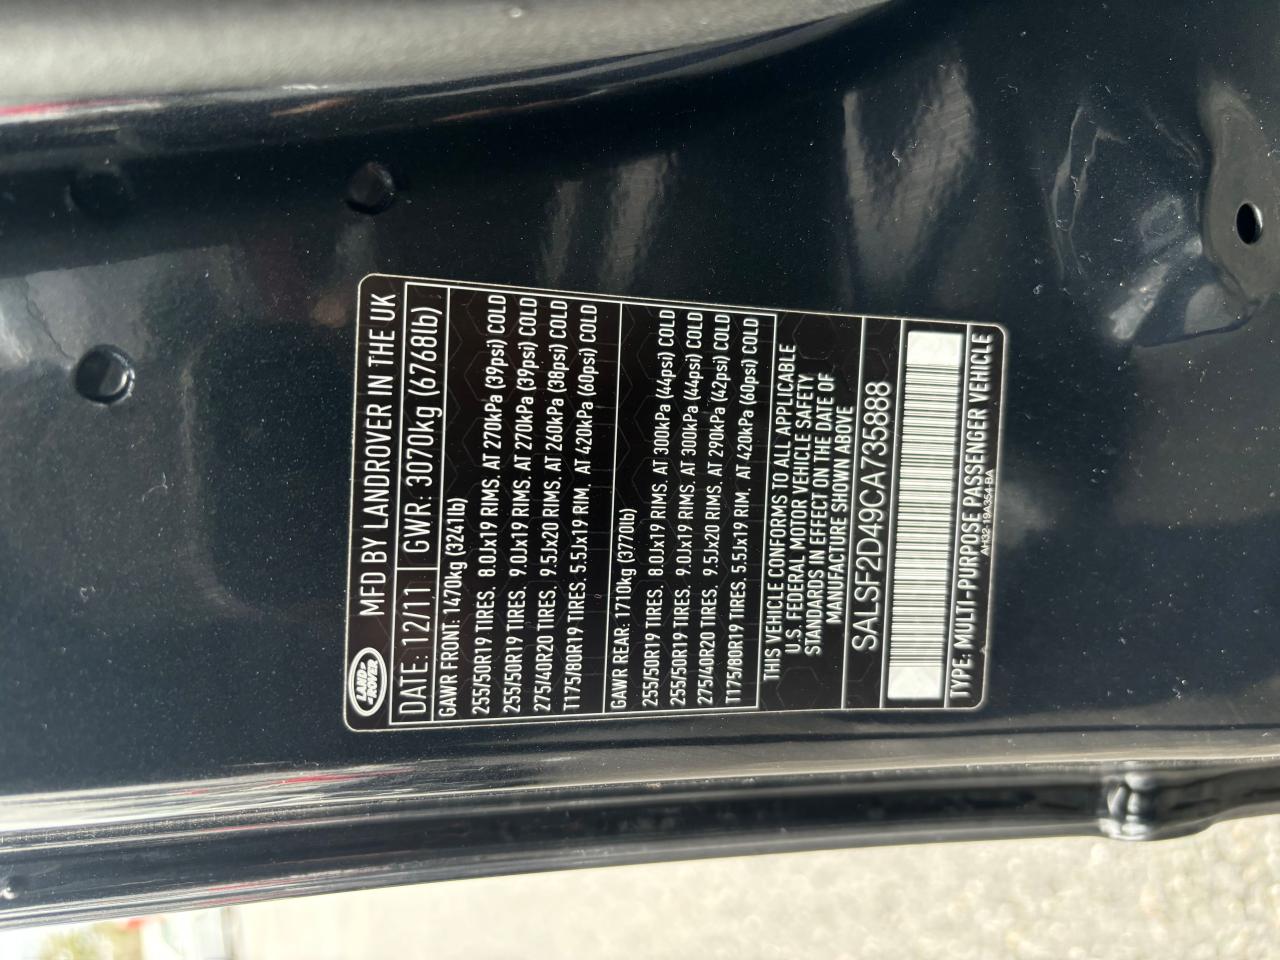 LAND ROVER
MFD BY LANDROVER IN THE UK
DATE: 12/11 GWR: 3070kg (6768lb)
GAWR FRONT: 1470kg (3241lb)
255/50R19 TIRES. 8.0Jx19 RIMS. AT 270kPa (39psi) COLD
255/50R19 TIRES. 9.0Jx19 RIMS. AT 270kPa (39psi) COLD
275/40R20 TIRES. 9.5Jx20 RIMS. AT 260kPa (38psi) COLD
T175/80R19 TIRES. 5.5Jx19 RIM. AT 420kPa (60psi) COLD
GAWR REAR: 1710kg (3770lb)
255/50R19 TIRES. 8.0Jx19 RIMS. AT 300kPa (44psi) COLD
255/50R19 TIRES. 9.0Jx19 RIMS. AT 300kPa (44psi) COLD
275/40R20 TIRES. 9.5Jx20 RIMS. AT 290kPa (42psi) COLD
T175/80R19 TIRES. 5.5Jx19 RIM. AT 420kPa (60psi) COLD
THIS VEHICLE CONFORMS TO ALL APPLICABLE
U.S. FEDERAL MOTOR VEHICLE SAFETY
STANDARDS IN EFFECT ON THE DATE OF
MANUFACTURE SHOWN ABOVE
SALSF2D49CA735888
TYPE: MULTI-PURPOSE PASSENGER VEHICLE
AH32-19A354-BA